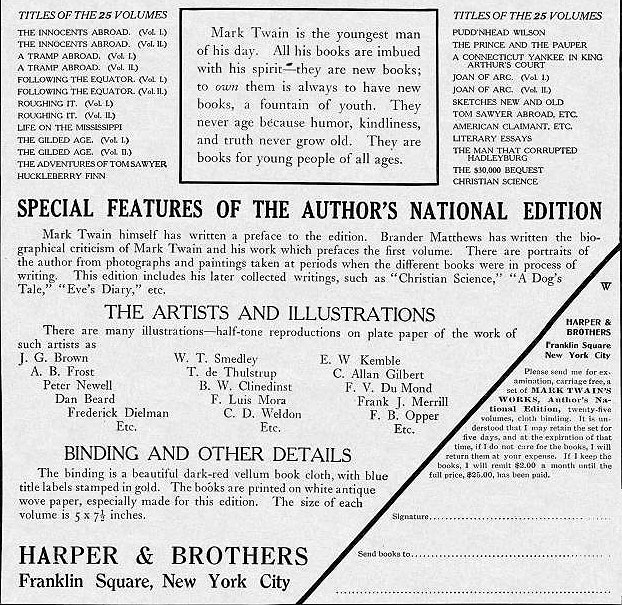 TITLES OF THE 25 VOLUMES
THE INNOCENTS ABROAD. (Vol. I.)
THE INNOCENTS ABROAD. (Vol. II.)
A TRAMP ABROAD. (Vol. I.)
A TRAMP ABROAD. (Vol. II.)
FOLLOWING THE EQUATOR. (Vol. I.)
FOLLOWING THE EQUATOR. (Vol. II.)
ROUGHING IT. (Vol. I.)
ROUGHING IT. (Vol. II.)
LIFE ON THE MISSISSIPPI
THE GILDED AGE. (Vol. I.)
THE GILDED AGE. (Vol. II.)
THE ADVENTURES OF TOM SAWYER
HUCKLEBERRY FINN
Mark Twain is the youngest man
of his day. All his books are imbued
with his spirit—they are new books;
to own them is always to have new
books, a fountain of youth. They
never age because humor, kindliness,
and truth never grow old. They are
books for young people of all ages.
TITLES OF THE 25 VOLUMES
PUDD'NHEAD WILSON
THE PRINCE AND THE PAUPER
A CONNECTICUT YANKEE IN KING
ARTHUR'S COURT
JOAN OF ARC. (Vol. I.)
JOAN OF ARC. (Vol. II.)
SKETCHES NEW AND OLD
TOM SAWYER ABROAD, ETC.
AMERICAN CLAIMANT, ETC.
LITERARY ESSAYS
THE MAN THAT CORRUPTED
HADLEYBURG
THE $30,000 BEQUEST
CHRISTIAN SCIENCE
SPECIAL FEATURES OF THE AUTHOR'S NATIONAL EDITION
Mark Twain himself has written a preface to the edition. Brander Matthews has written the bio-
graphical criticism of Mark Twain and his work which prefaces the first volume. There are portraits of
the author from photographs and paintings taken at periods when the different books were in process of
writing. This edition includes his later collected writings, such as "Christian Science," "A Dog's
Tale," "Eve's Diary," etc.
THE ARTISTS AND ILLUSTRATIONS
There are many illustrations—half-tone reproductions on plate paper of the work of
such artists as
J. G. Brown
A. B. Frost
Peter Newell
Dan Beard
Frederick Dielman
Etc.
W. T. Smedley
T. de Thulstrup
B. W. Clinedinst
F. Luis Mora
C. D. Weldon
Etc.
E. W Kemble
C. Allan Gilbert
F. V. Du Mond
Frank J. Merrill
F. B. Opper
Etc.
BINDING AND OTHER DETAILS
The binding is a beautiful dark-red vellum book cloth, with blue
title labels stamped in gold. The books are printed on white antique
wove paper, especially made for this edition. The size of each
volume is 5 x 7½ inches.
HARPER & BROTHERS
Franklin Square, New York City
W
HARPER &
BROTHERS
Franklin Square
New York City
Please send me for ex-
amination, carriage free, a
set of MARK TWAIN'S
WORKS, Author's Na-
tional Edition, twenty-five
volumes, cloth binding. It is un-
derstood that I may retain the set for
five days, and at the expiration of that
time, if I do not care for the books, I will
return them at your expense. If I keep the
books, I will remit $2.00 a month until the
full price, $25.00, has been paid.
Signature
Send books to